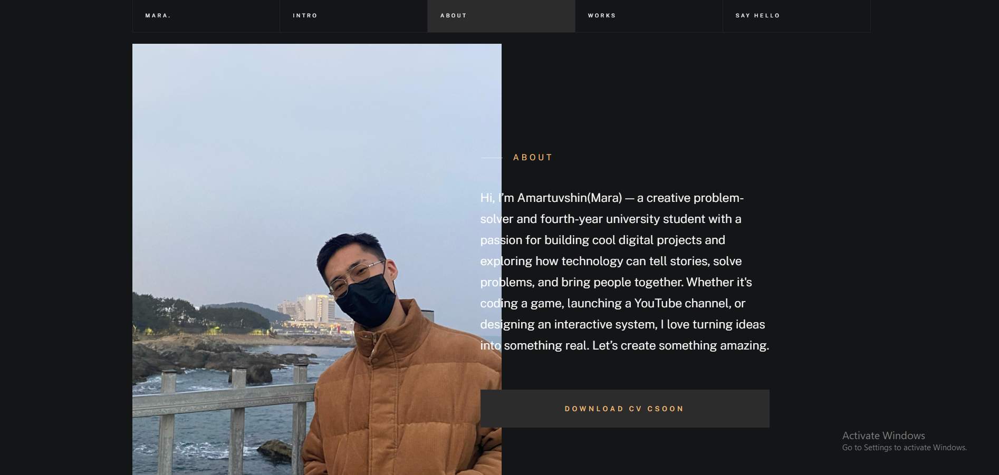 MARA.
INTRO
ABOUT
WORKS
SAY HELLO
ABOUT
Hi, I’m Amartuvshin(Mara) — a creative problem-
solver and fourth-year university student with a
passion for building cool digital projects and
exploring how technology can tell stories, solve
problems, and bring people together. Whether it's
coding a game, launching a YouTube channel, or
designing an interactive system, I love turning ideas
into something real. Let’s create something amazing.
DOWNLOAD CV CSOON
Activate Windows
Go to Settings to activate Windows.